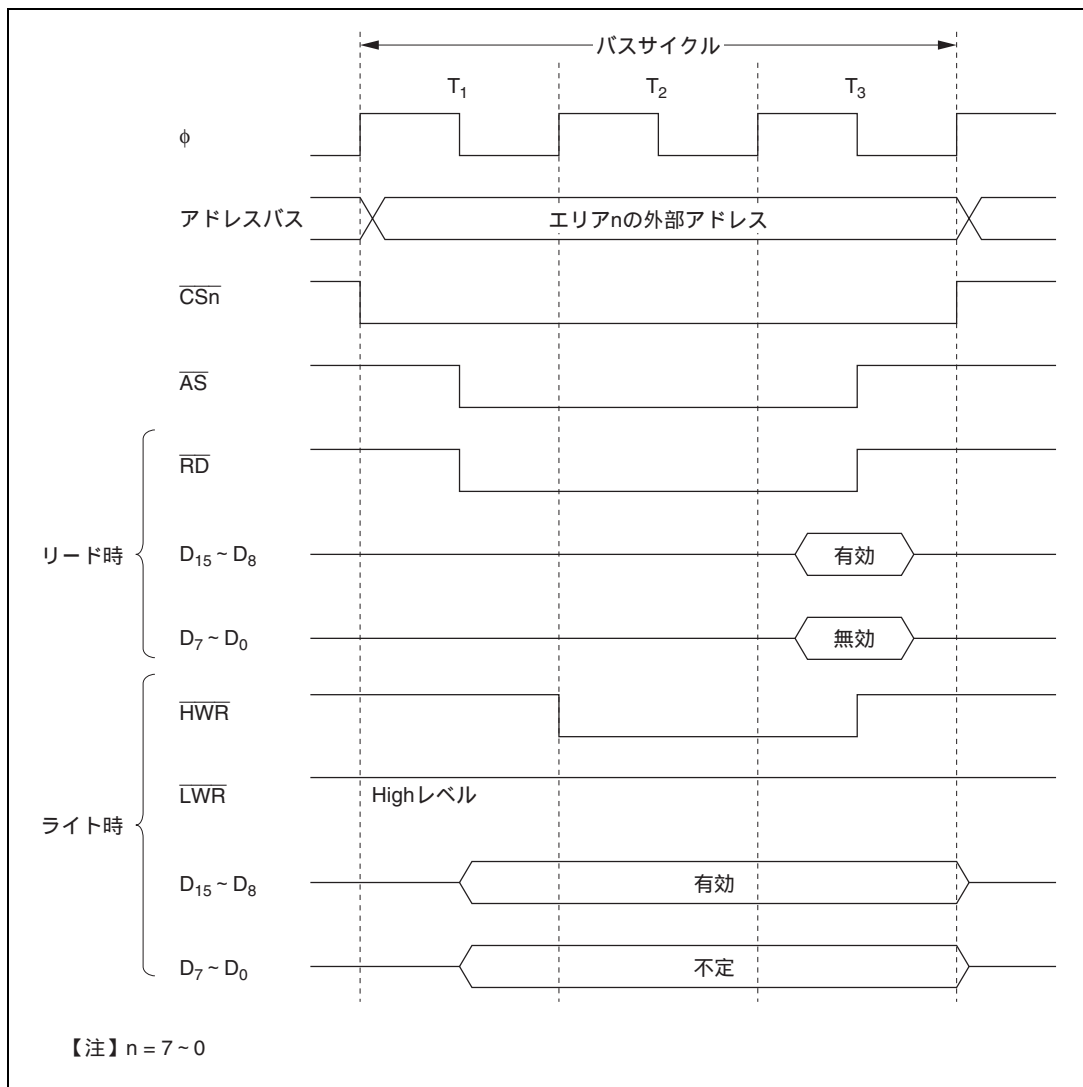 バスサイクル
T1 T2 T3
φ
アドレスバス エリアnの外部アドレス
CSn
AS
リード時
RD
D15 ~ D8 有効
D7 ~ D0 無効
ライト時
HWR
LWR Highレベル
D15 ~ D8 有効
D7 ~ D0 不定
【注】n = 7 ~ 0